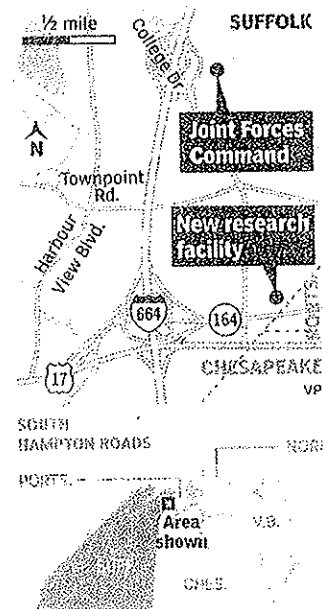 ½ mile
SUFFOLK
College Dr.
Joint Forces
Command
N
Townpoint
Rd.
Harbour
View Blvd.
New research
facility
664
164
17
CHESAPEAKE
VP
SOUTH
HAMPTON ROADS
PORTS.
Area
shown
V.B.
CHES.